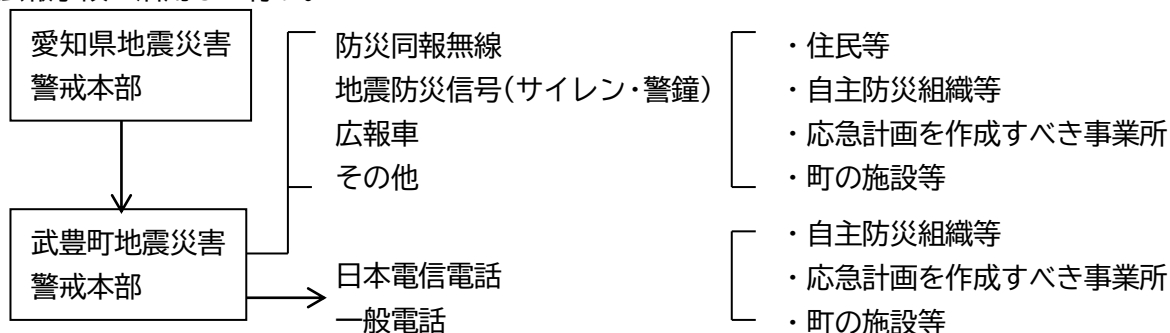 愛知県地震災害
警戒本部
防災同報無線
地震防災信号(サイレン・警鐘)
広報車
その他
・住民等
・自主防災組織等
・応急計画を作成すべき事業所
・町の施設等
武豊町地震災害
警戒本部
日本電信電話
一般電話
・自主防災組織等
・応急計画を作成すべき事業所
・町の施設等